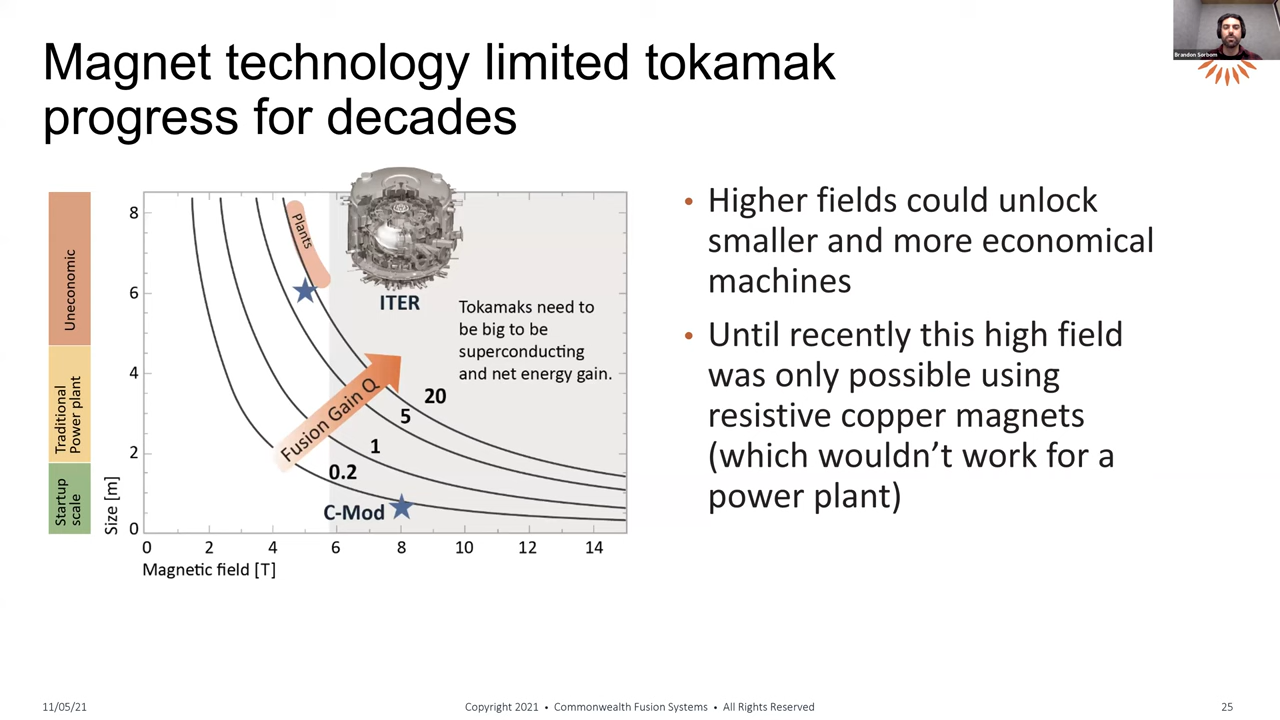 Magnet technology limited tokamak
progress for decades
Brandon Sorbom
Uneconomic
Traditional
Power plant
Startup
scale
Size [m]
8
6
4
2
0
0 2 4 6 8 10 12 14
Magnetic field [T]
Plants
ITER
Tokamaks need to
be big to be
superconducting
and net energy gain.
Fusion Gain Q
20
5
1
0.2
C-Mod
• Higher fields could unlock
smaller and more economical
machines
• Until recently this high field
was only possible using
resistive copper magnets
(which wouldn’t work for a
power plant)
11/05/21
Copyright 2021 • Commonwealth Fusion Systems • All Rights Reserved
25